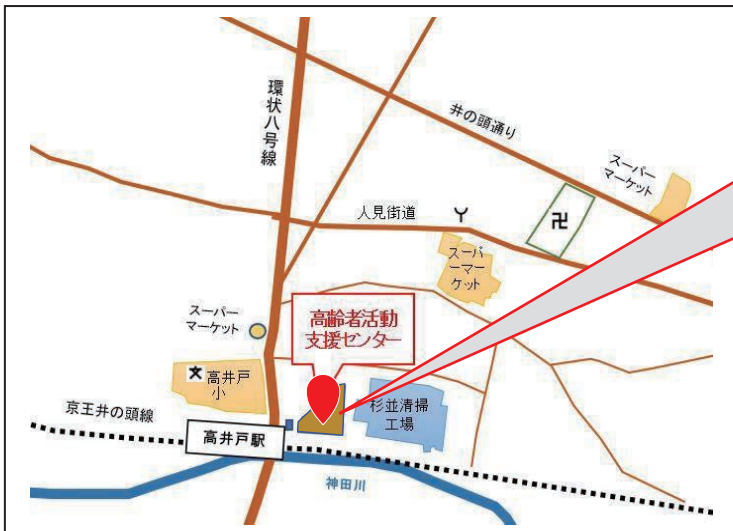 環状八号線
井の頭通り
スーパー
マーケット
人見街道
スーパ
ーマー
ケット
スーパー
マーケット
高齢者活動
支援センター
文
高井戸
小
杉並清掃
工場
京王井の頭線
高井戸駅
神田川